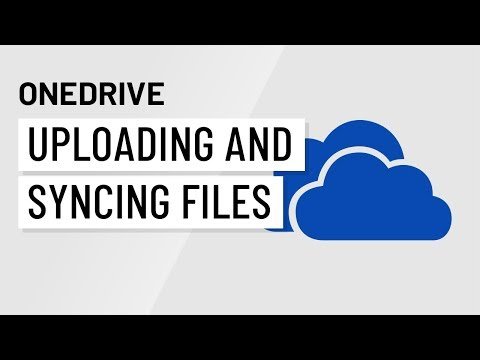 ONEDRIVE
UPLOADING AND
SYNCING FILES